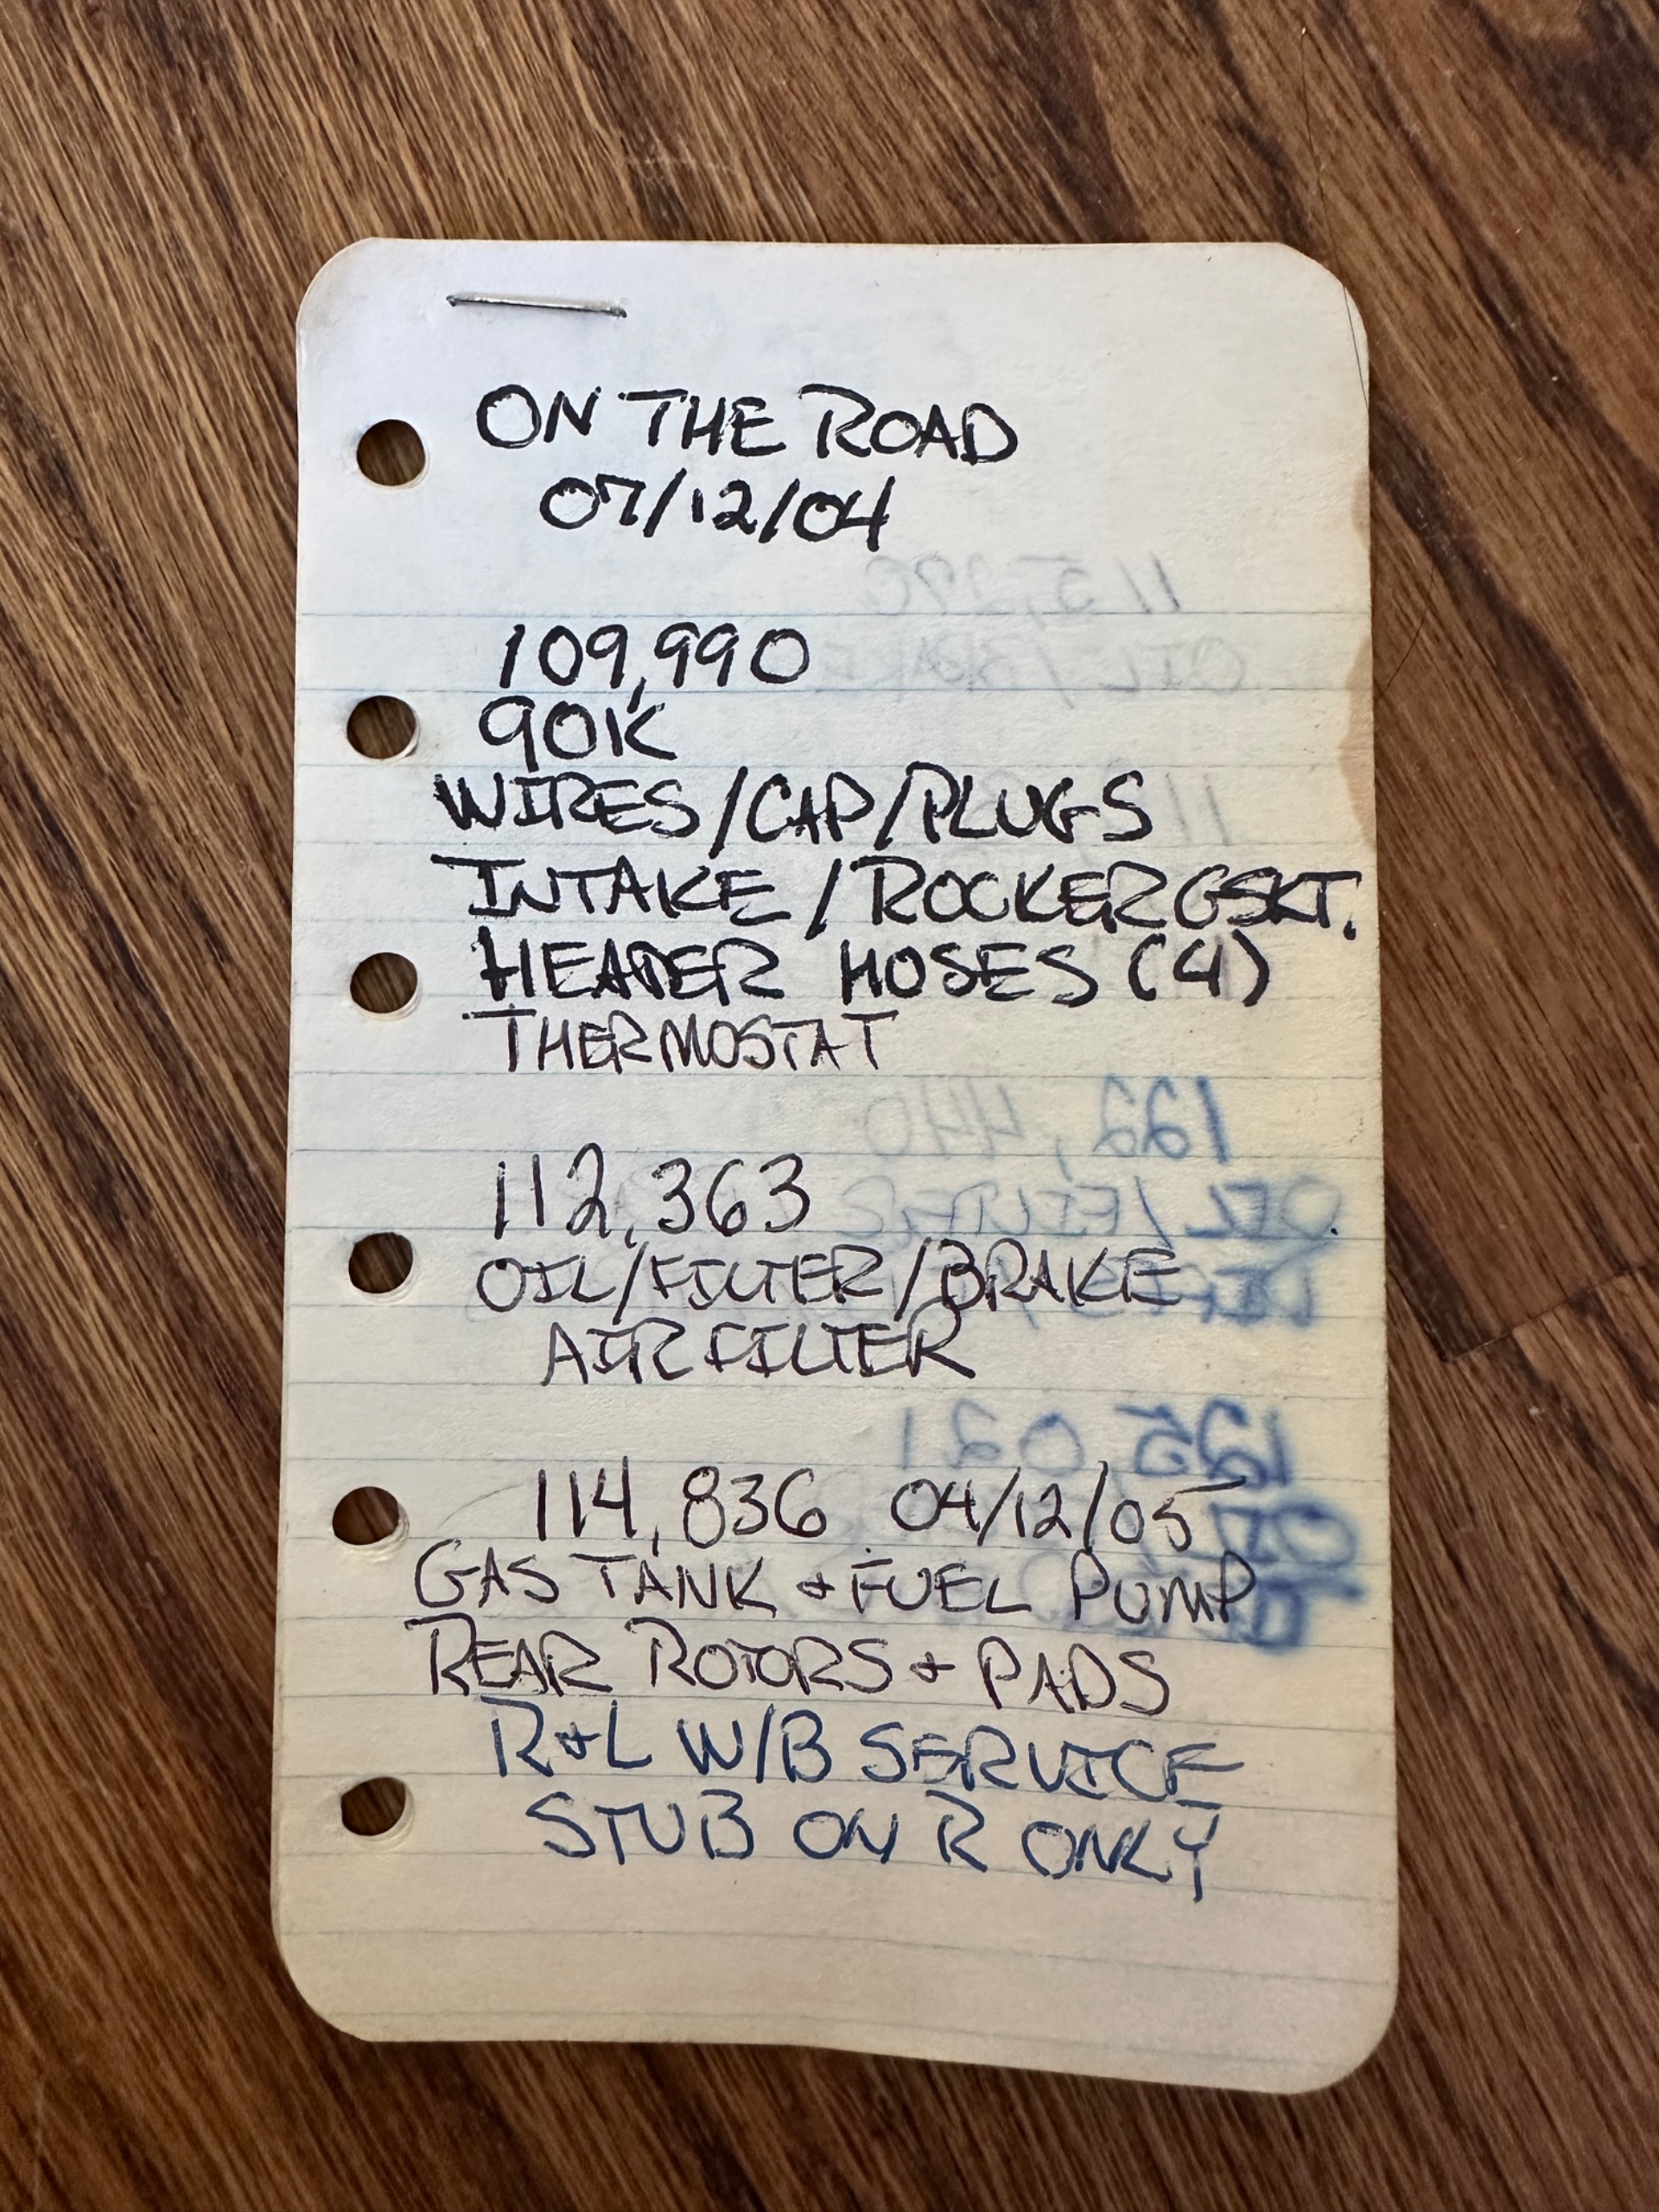 ON THE ROAD
07/12/04
109,990
90K
WIRES/CAP/PLUGS
INTAKE/ROCKER GSKT.
HEADER HOSES (4)
THERMOSTAT
112,363
OIL/FILTER/BRAKE
AIR FILTER
114,836 04/12/05
GAS TANK & FUEL PUMP
REAR ROTORS & PADS
R&L W/B SERVICE
STUB ON R ONLY